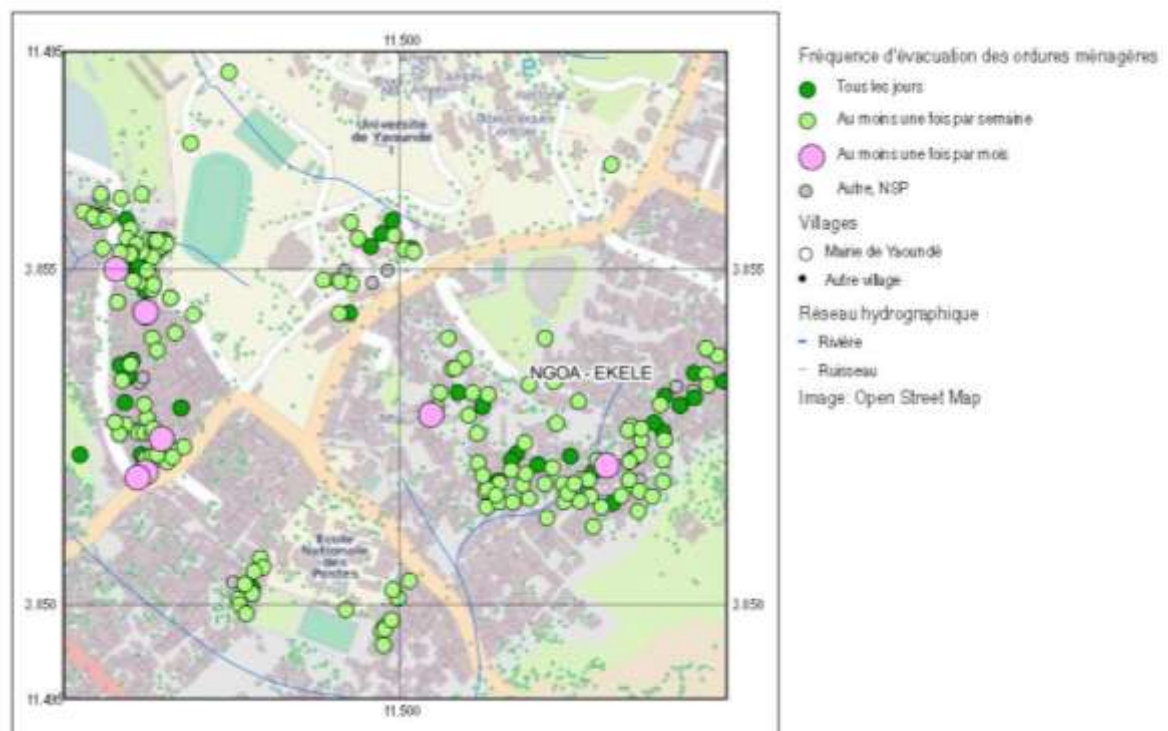 11.500
11.495
P
Université
de Yaoundé
I
3.855
3.855
NGOA - EKELE
Ecole
Nationale
des
Postes
3.850
3.850
11.495
11.500
Fréquence d'évacuation des ordures ménagères
Tous les jours
Au moins une fois par semaine
Au moins une fois par mois
Autre, NSP
Villages
Mairie de Yaoundé
Autre village
Réseau hydrographique
Rivière
Ruisseau
Image: Open Street Map